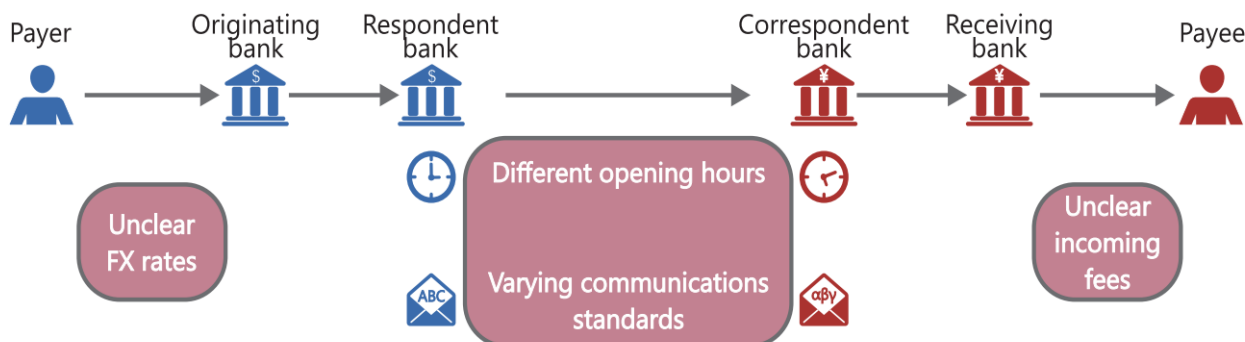 Payer
Originating
bank
Respondent
bank
Correspondent
bank
Receiving
bank
Payee
$
$
¥
¥
Different opening hours
Unclear
FX rates
Unclear
incoming
fees
ABC
Varying communications
standards
αβγ